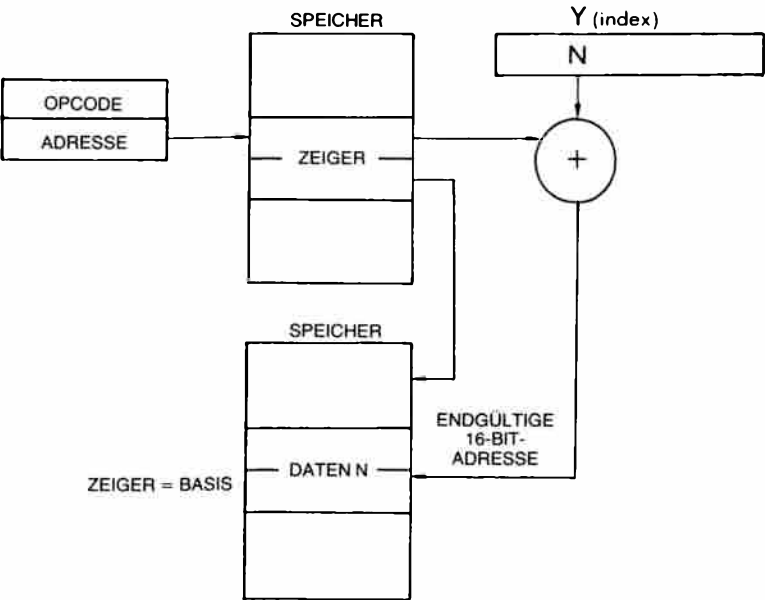 SPEICHER
Y (index)
N
OPCODE
ADRESSE
ZEIGER
+
SPEICHER
ENDGÜLTIGE
16-BIT-
ADRESSE
DATEN N
ZEIGER = BASIS